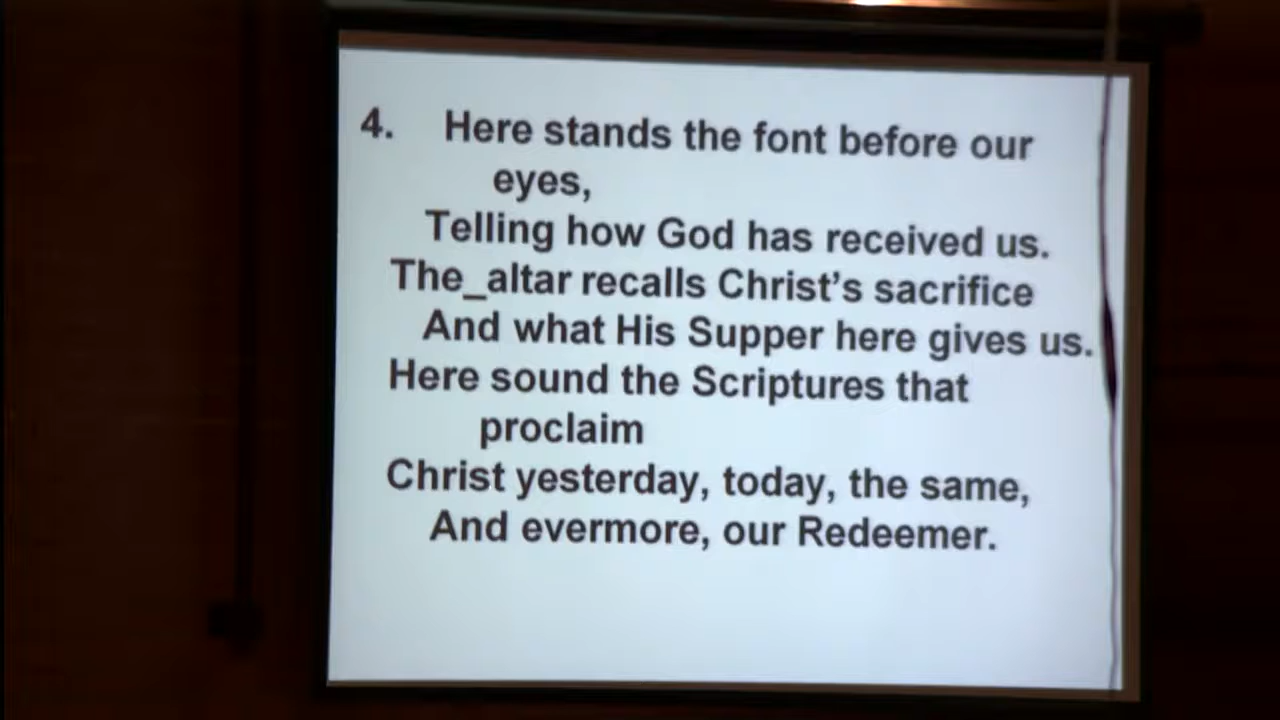 4. Here stands the font before our
eyes,
Telling how God has received us.
The_altar recalls Christ's sacrifice
And what His Supper here gives us.
Here sound the Scriptures that
proclaim
Christ yesterday, today, the same,
And evermore, our Redeemer.